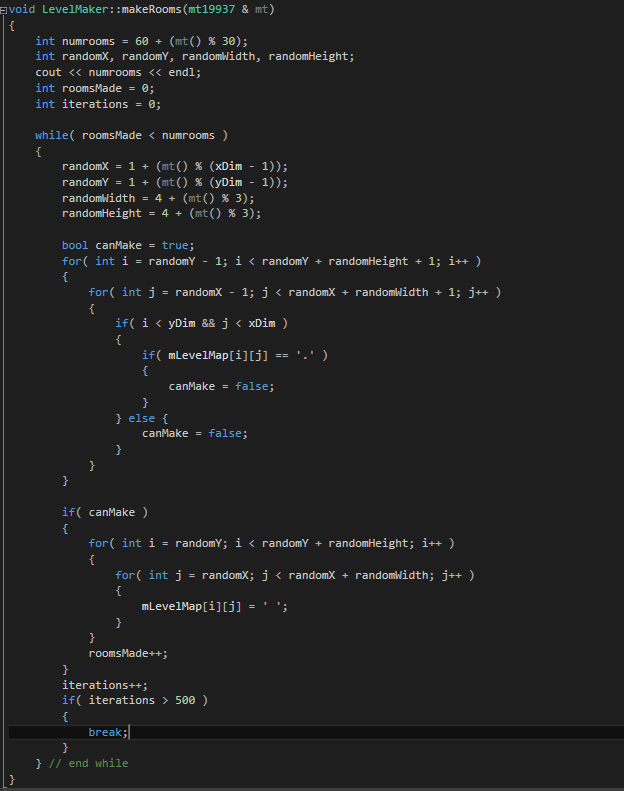 void LevelMaker::makeRooms(mt19937 & mt)
{
    int numrooms = 60 + (mt() % 30);
    int randomX, randomY, randomWidth, randomHeight;
    cout << numrooms << endl;
    int roomsMade = 0;
    int iterations = 0;

    while( roomsMade < numrooms )
    {
        randomX = 1 + (mt() % (xDim - 1));
        randomY = 1 + (mt() % (yDim - 1));
        randomWidth = 4 + (mt() % 3);
        randomHeight = 4 + (mt() % 3);

        bool canMake = true;
        for( int i = randomY - 1; i < randomY + randomHeight + 1; i++ )
        {
            for( int j = randomX - 1; j < randomX + randomWidth + 1; j++ )
            {
                if( i < yDim && j < xDim )
                {
                    if( mLevelMap[i][j] == '.' )
                    {
                        canMake = false;
                    }
                } else {
                    canMake = false;
                }
            }
        }

        if( canMake )
        {
            for( int i = randomY; i < randomY + randomHeight; i++ )
            {
                for( int j = randomX; j < randomX + randomWidth; j++ )
                {
                    mLevelMap[i][j] = ' ';
                }
            }
            roomsMade++;
        }
        iterations++;
        if( iterations > 500 )
        {
            break;
        }
    } // end while
}